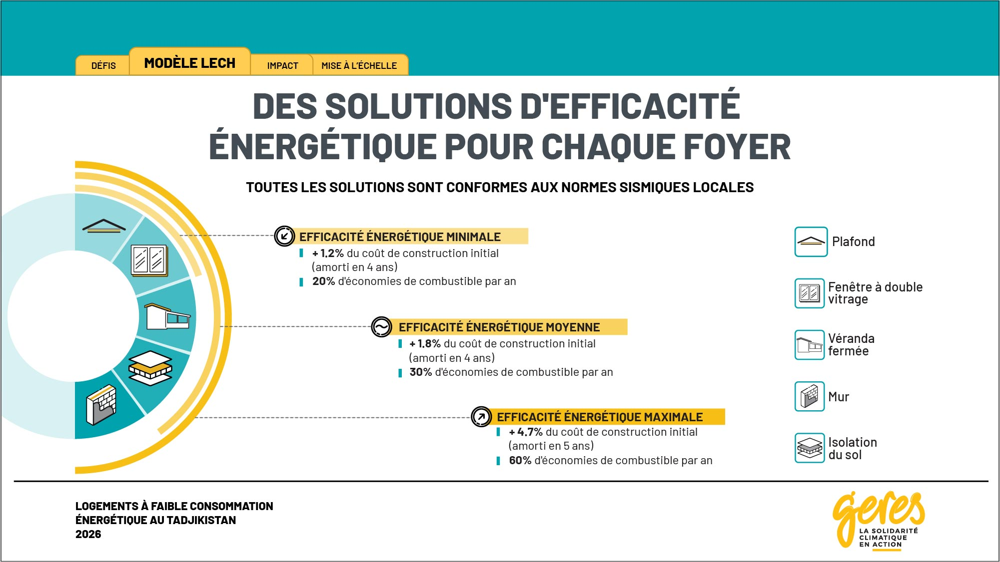 DÉFIS
MODÈLE LECH
IMPACT
MISE À L'ÉCHELLE
DES SOLUTIONS D'EFFICACITÉ
ÉNERGÉTIQUE POUR CHAQUE FOYER
TOUTES LES SOLUTIONS SONT CONFORMES AUX NORMES SISMIQUES LOCALES
EFFICACITÉ ÉNERGÉTIQUE MINIMALE
+ 1.2% du coût de construction initial
(amorti en 4 ans)
20% d'économies de combustible par an
EFFICACITÉ ÉNERGÉTIQUE MOYENNE
+ 1.8% du coût de construction initial
(amorti en 4 ans)
30% d'économies de combustible par an
EFFICACITÉ ÉNERGÉTIQUE MAXIMALE
+ 4.7% du coût de construction initial
(amorti en 5 ans)
60% d'économies de combustible par an
Plafond
Fenêtre à double
vitrage
Véranda
fermée
Mur
Isolation
du sol
LOGEMENTS À FAIBLE CONSOMMATION
ÉNERGÉTIQUE AU TADJIKISTAN
2026
geres
LA SOLIDARITÉ
CLIMATIQUE
EN ACTION